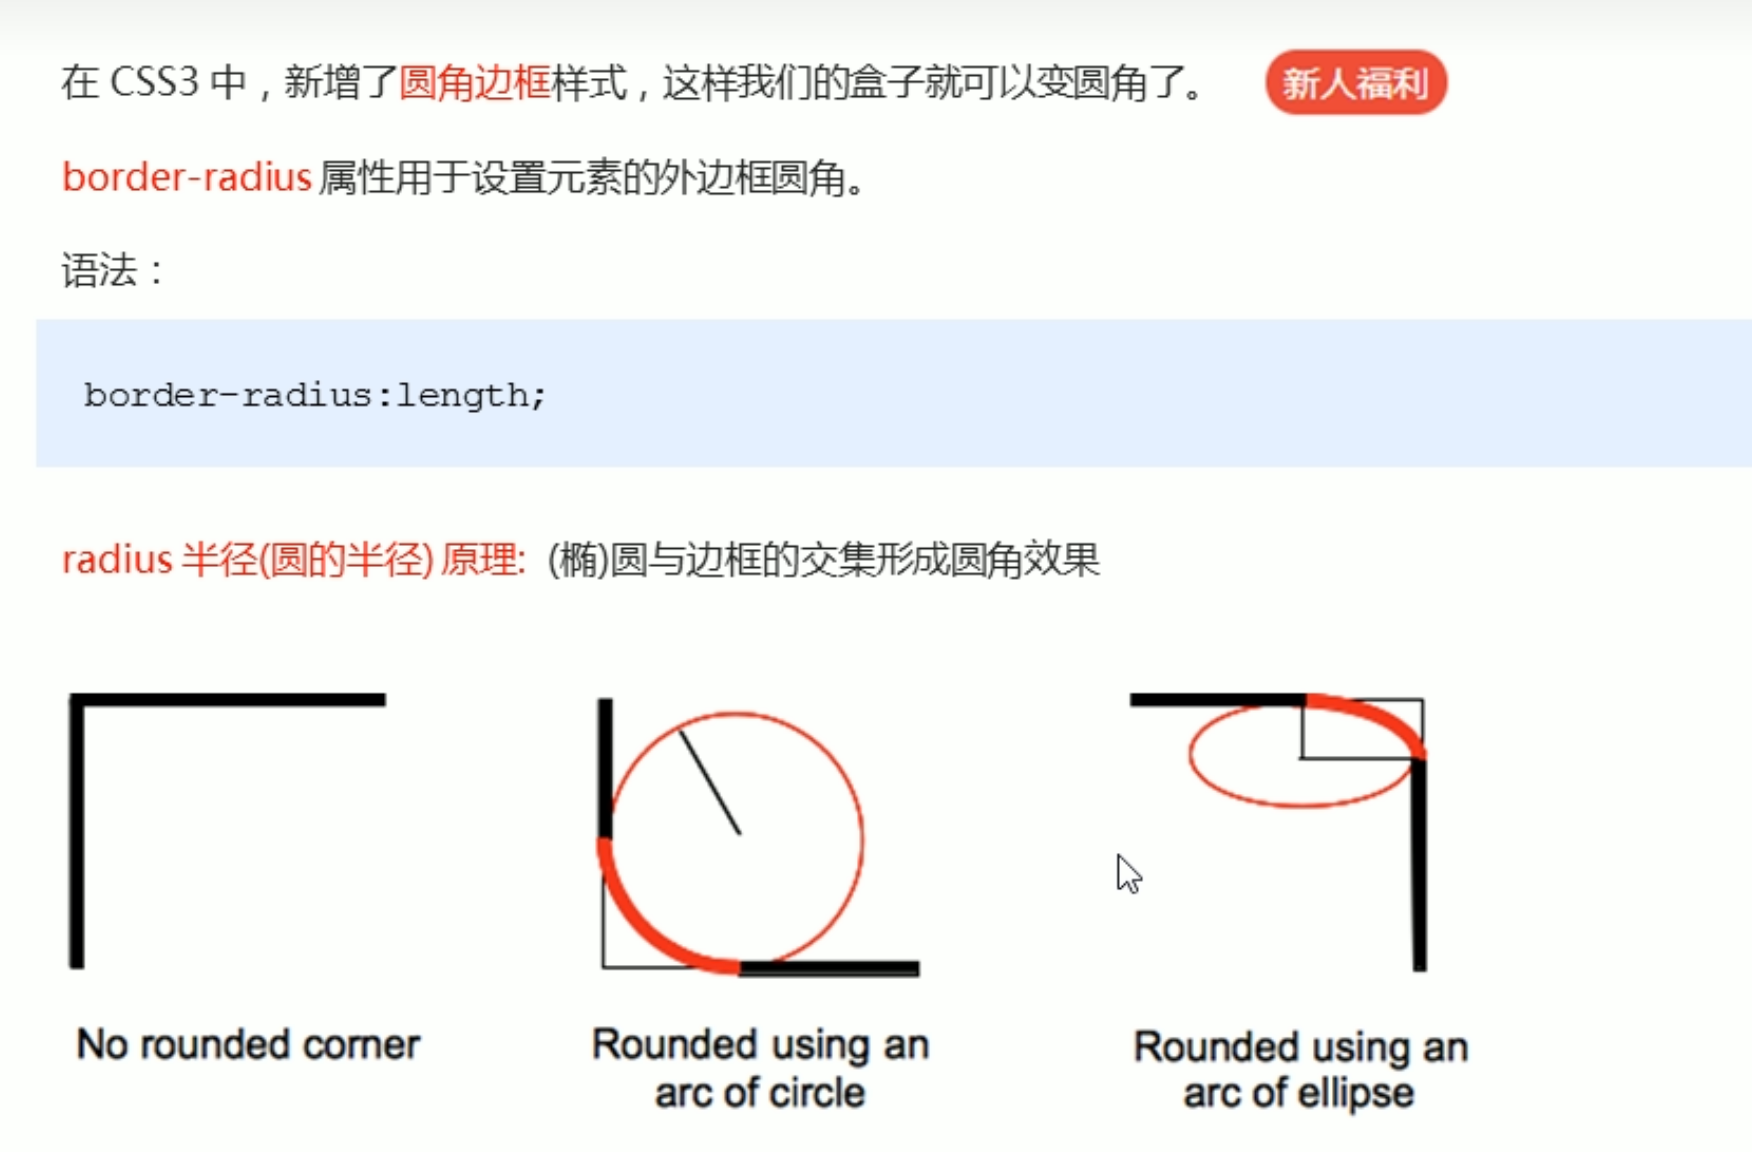 在 CSS3 中，新增了圆角边框样式，这样我们的盒子就可以变圆角了。 新人福利
border-radius 属性用于设置元素的外边框圆角。
语法：
border-radius:length;
radius 半径(圆的半径) 原理: (椭)圆与边框的交集形成圆角效果
No rounded corner
Rounded using an
arc of circle
Rounded using an
arc of ellipse